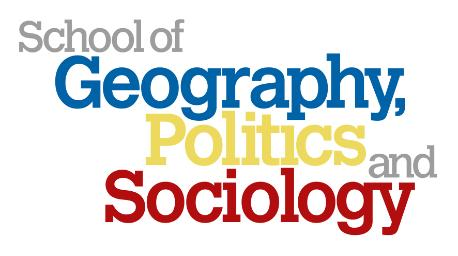 School of
Geography,
Politics and
Sociology